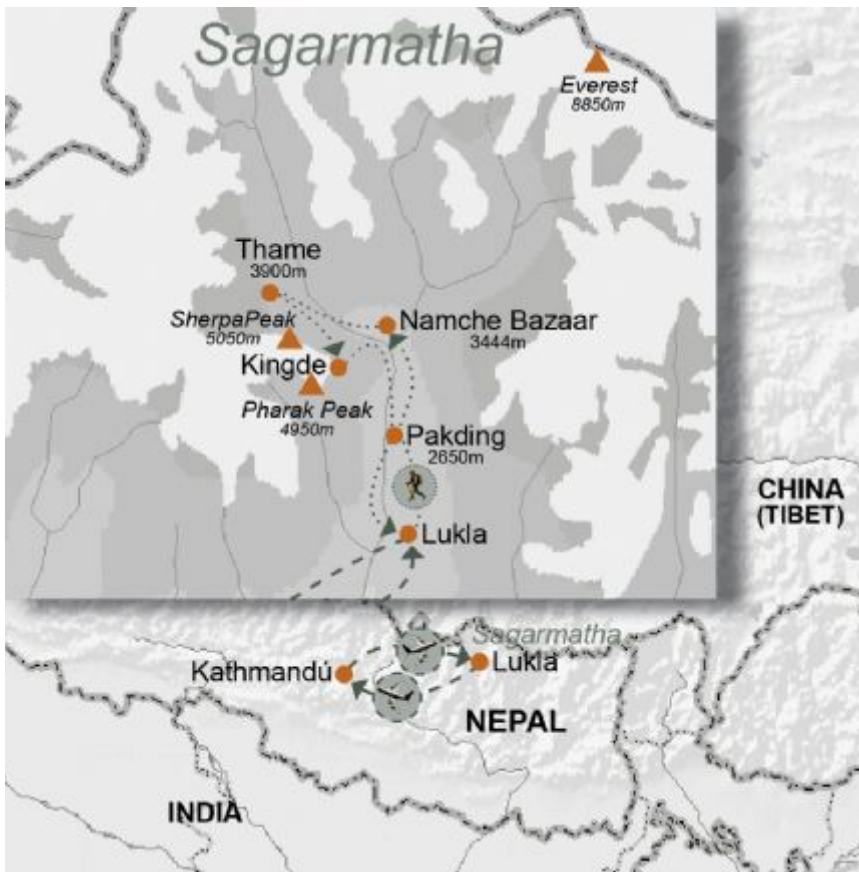 Sagarmatha
Everest
8850m
Thame
3900m
SherpaPeak
5050m
Namche Bazaar
3444m
Kingde
Pharak Peak
4950m
Pakding
2650m
CHINA
(TIBET)
Lukla
Sagarmatha
Kathmandú
Lukla
NEPAL
INDIA